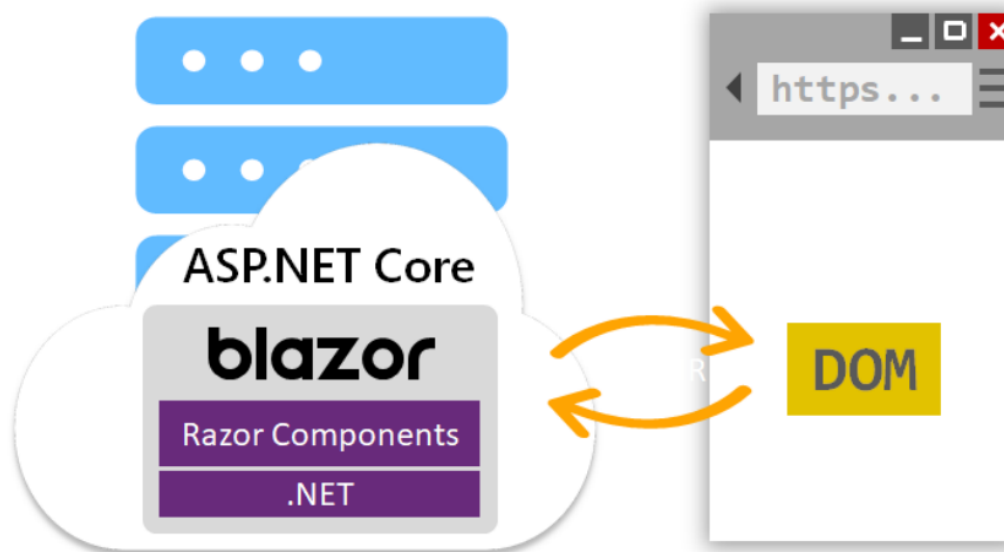 https...
ASP.NET Core
blazor
Razor Components
.NET
R
DOM